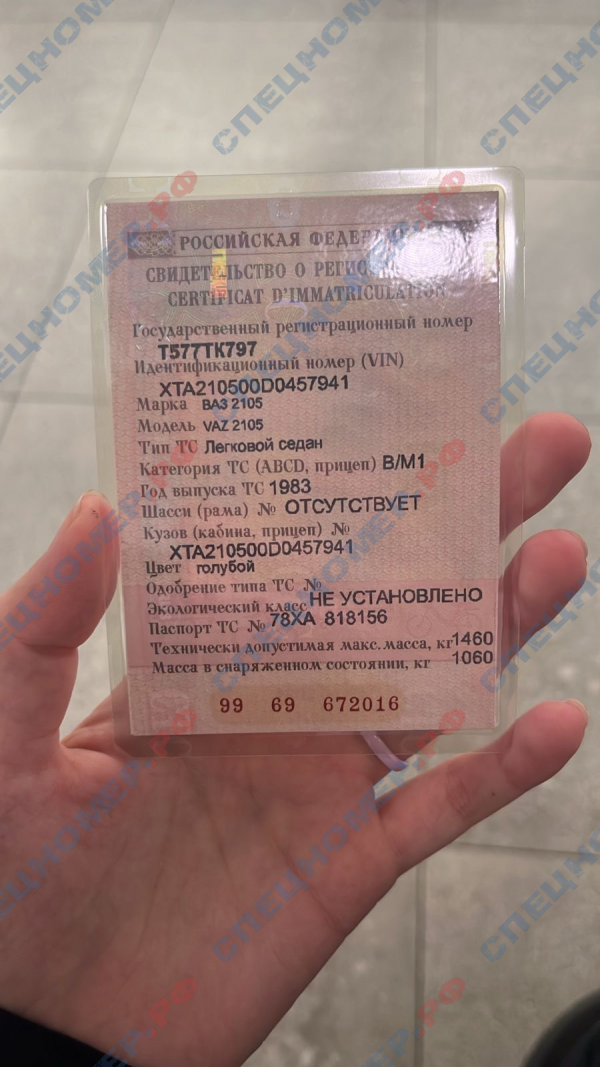 РОССИЙСКАЯ
СВИДЕТЕЛЬСТВО О
CERTIFICAT D'IMMATRICULATION
Государственный регистрационный номер
Т577ТК797
Идентификационный номер (VIN)
XTA210500D0457941
Марка ВАЗ 2105
Модель VAZ 2105
Тип ТС Легковой седан
Категория ТС (ABCD, прицеп) B/M1
Год выпуска ТС 1983
Шасси (рама) № ОТСУТСТВУЕТ
Кузов (кабина, прицеп) №
XTA210500D0457941
Цвет голубой
Одобрение типа ТС №
Экологический класс НЕ УСТАНОВЛЕНО
Паспорт ТС № 78ХА 818156
Технически допустимая макс. масса, кг 1460
Масса в снаряженном состоянии, кг 1060
99 69 672016
СПЕЦНОМЕР.РФ